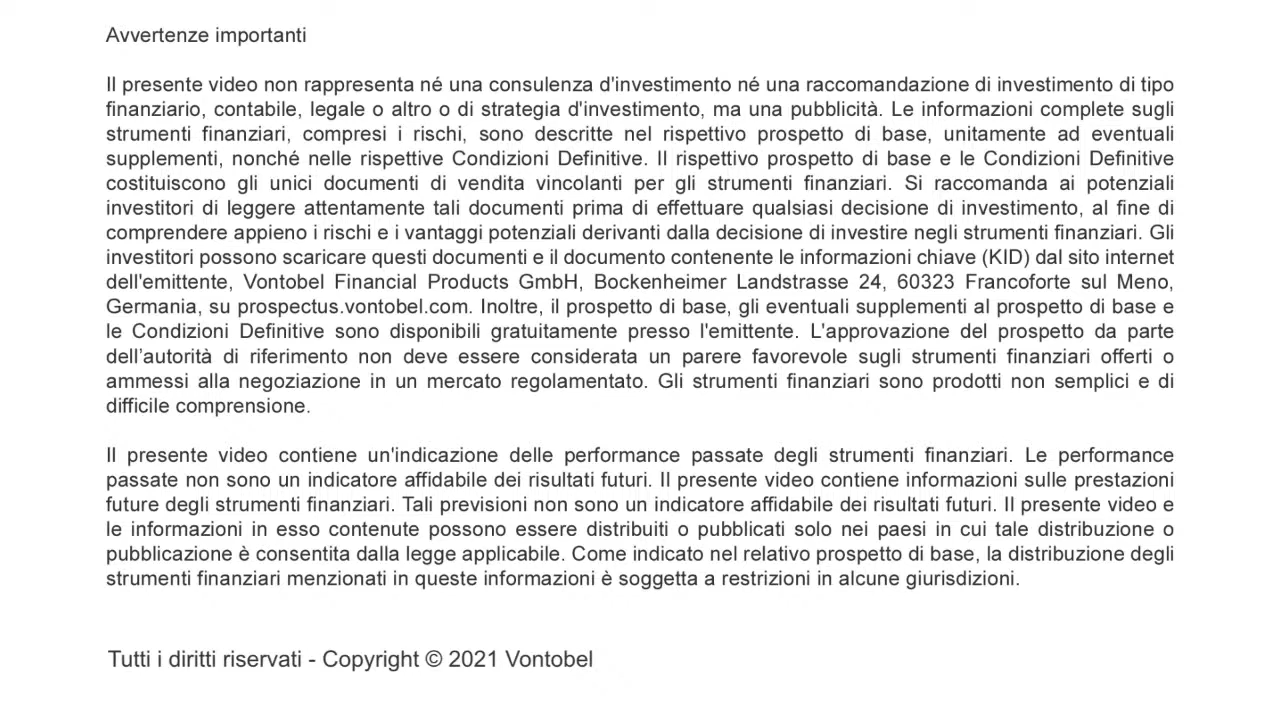 Avvertenze importanti
Il presente video non rappresenta né una consulenza d'investimento né una raccomandazione di investimento di tipo
finanziario, contabile, legale o altro o di strategia d'investimento, ma una pubblicità. Le informazioni complete sugli
strumenti finanziari, compresi i rischi, sono descritte nel rispettivo prospetto di base, unitamente ad eventuali
supplementi, nonché nelle rispettive Condizioni Definitive. Il rispettivo prospetto di base e le Condizioni Definitive
costituiscono gli unici documenti di vendita vincolanti per gli strumenti finanziari. Si raccomanda ai potenziali
investitori di leggere attentamente tali documenti prima di effettuare qualsiasi decisione di investimento, al fine di
comprendere appieno i rischi e i vantaggi potenziali derivanti dalla decisione di investire negli strumenti finanziari. Gli
investitori possono scaricare questi documenti e il documento contenente le informazioni chiave (KID) dal sito internet
dell'emittente, Vontobel Financial Products GmbH, Bockenheimer Landstrasse 24, 60323 Francoforte sul Meno,
Germania, su prospectus.vontobel.com. Inoltre, il prospetto di base, gli eventuali supplementi al prospetto di base e
le Condizioni Definitive sono disponibili gratuitamente presso l'emittente. L'approvazione del prospetto da parte
dell’autorità di riferimento non deve essere considerata un parere favorevole sugli strumenti finanziari offerti o
ammessi alla negoziazione in un mercato regolamentato. Gli strumenti finanziari sono prodotti non semplici e di
difficile comprensione.
Il presente video contiene un'indicazione delle performance passate degli strumenti finanziari. Le performance
passate non sono un indicatore affidabile dei risultati futuri. Il presente video contiene informazioni sulle prestazioni
future degli strumenti finanziari. Tali previsioni non sono un indicatore affidabile dei risultati futuri. Il presente video e
le informazioni in esso contenute possono essere distribuiti o pubblicati solo nei paesi in cui tale distribuzione o
pubblicazione è consentita dalla legge applicabile. Come indicato nel relativo prospetto di base, la distribuzione degli
strumenti finanziari menzionati in queste informazioni è soggetta a restrizioni in alcune giurisdizioni.
Tutti i diritti riservati - Copyright © 2021 Vontobel